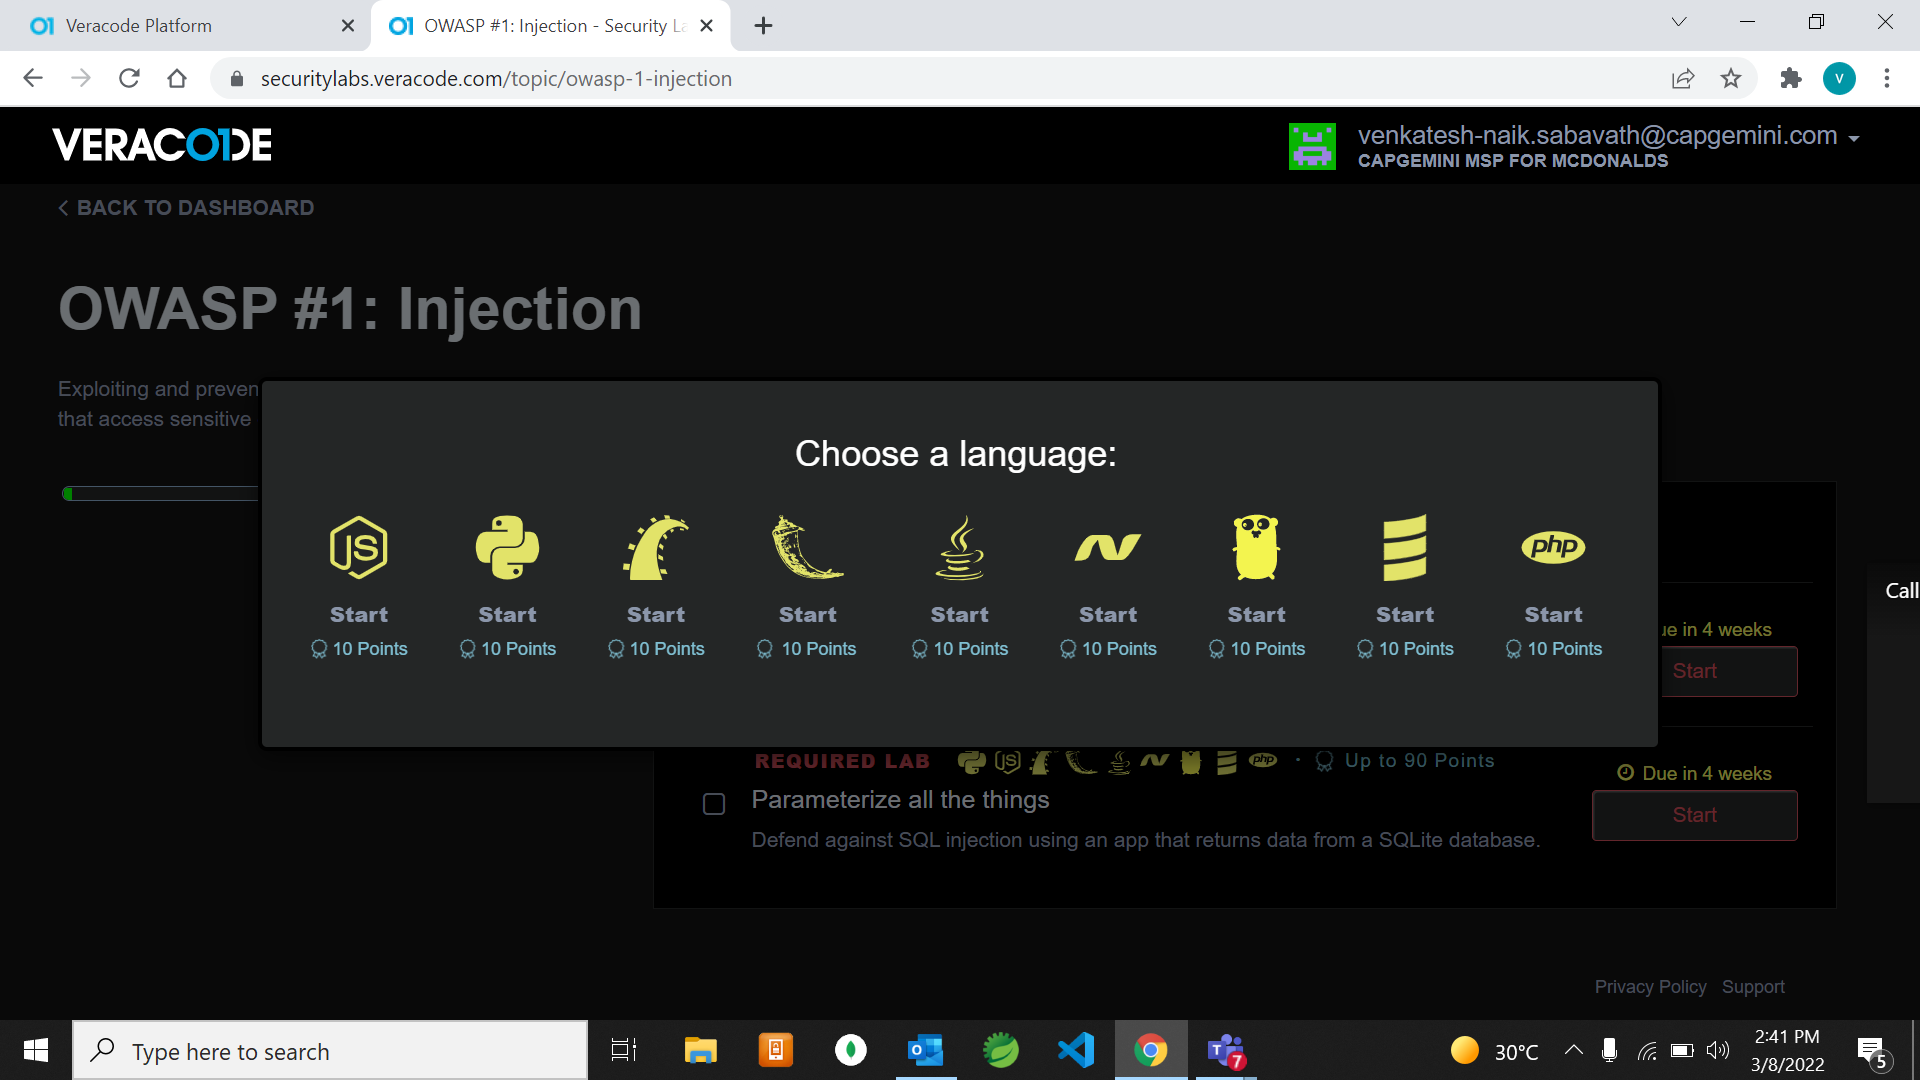 Veracode Platform
OWASP #1: Injection - Security La
securitylabs.veracode.com/topic/owasp-1-injection
V
VERACODE
venkatesh-naik.sabavath@capgemini.com
CAPGEMINI MSP FOR MCDONALDS
BACK TO DASHBOARD
OWASP #1: Injection
Exploiting and preven
that access sensitive
Choose a language:
JS
php
Start Start Start Start Start Start Start Start Start
10 Points 10 Points 10 Points 10 Points 10 Points 10 Points 10 Points 10 Points 10 Points
Call
ue in 4 weeks
Start
REQUIRED LAB JS php · Up to 90 Points
Due in 4 weeks
Parameterize all the things
Start
Defend against SQL injection using an app that returns data from a SQLite database.
Privacy Policy Support
Type here to search
O
T
7
30°C
2:41 PM
3/8/2022
5